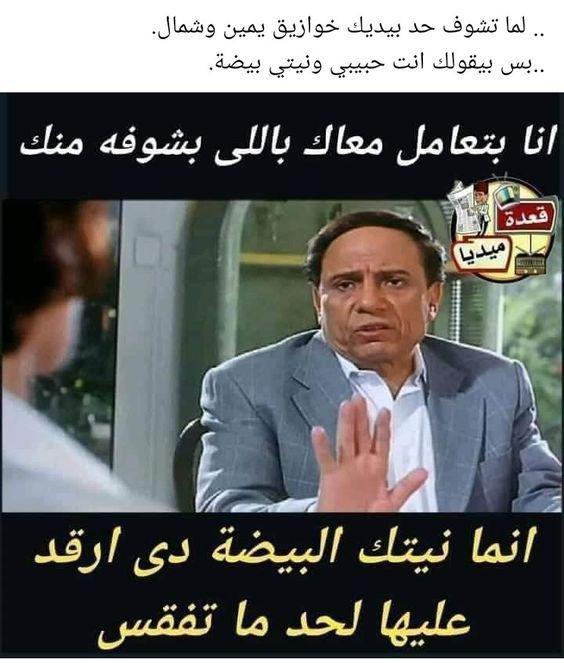 .. لما تشوف حد بيديك خوازيق يمين وشمال.
..بس بيقولك انت حبيبي ونيتي بيضة.
انا بتعامل معاك باللى بشوفه منك
قعدة
ميديا
انما نيتك البيضة دى ارقد
عليها لحد ما تفقس